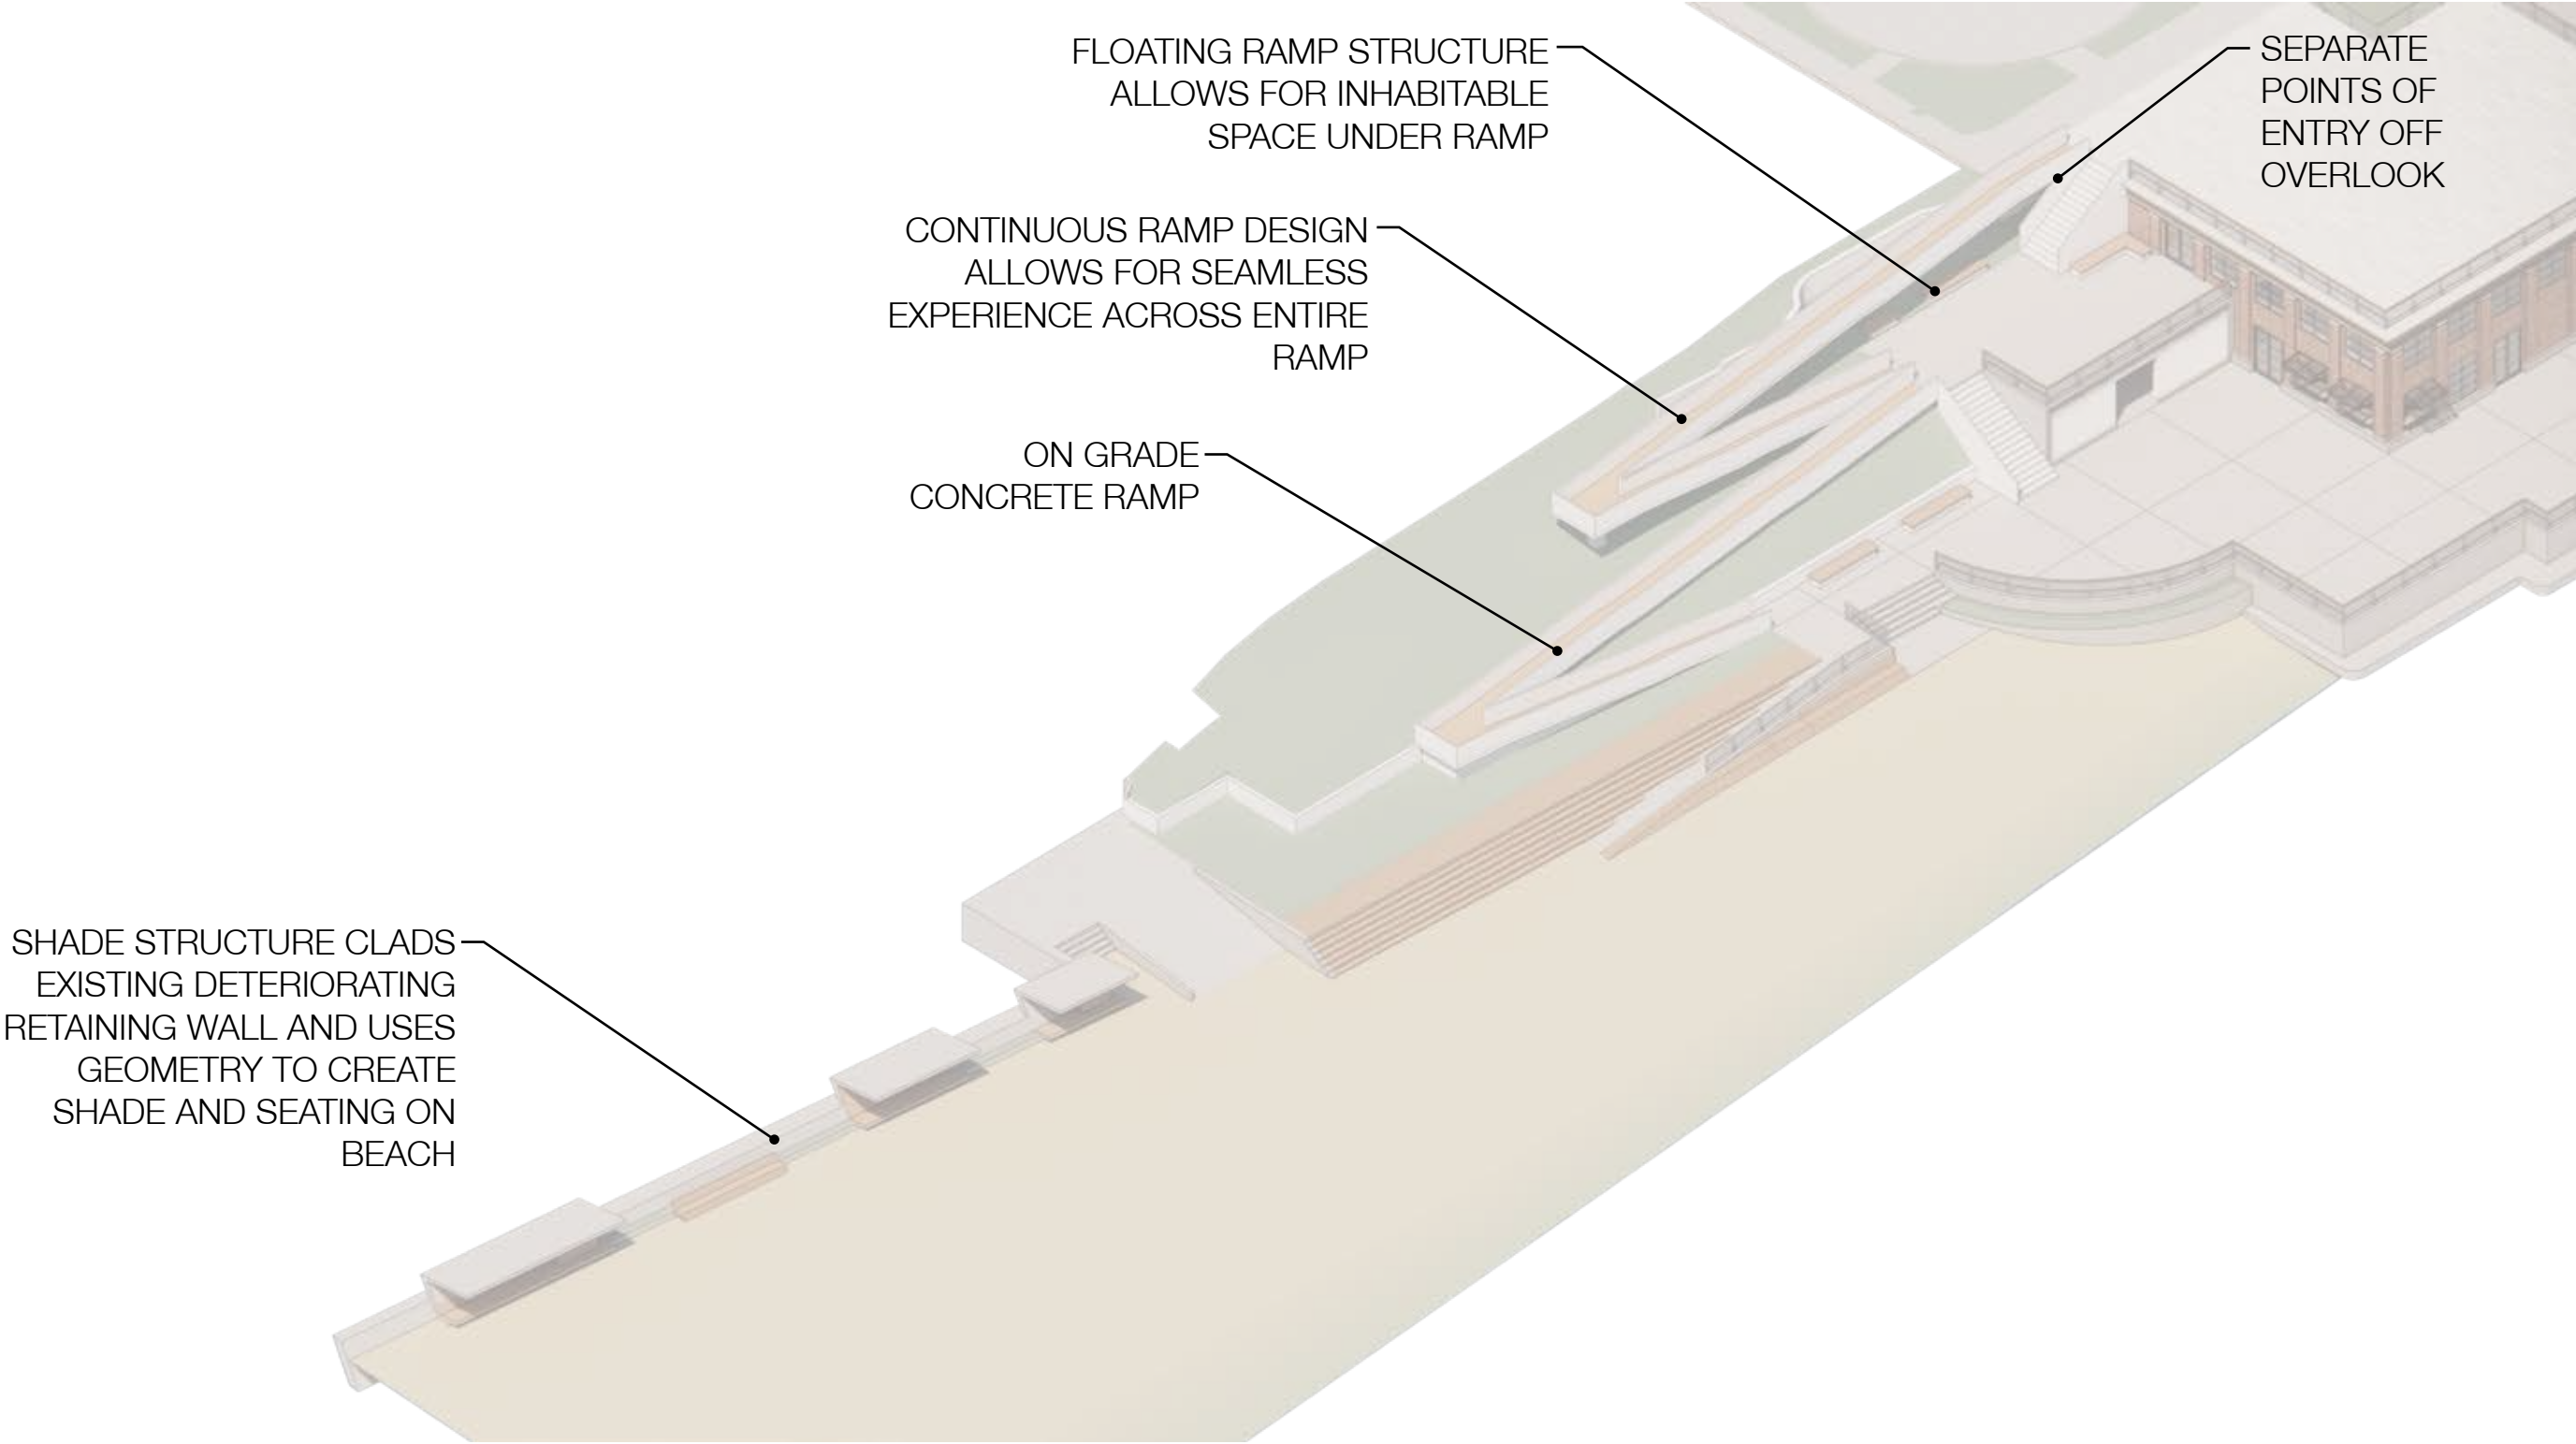 FLOATING RAMP STRUCTURE
ALLOWS FOR INHABITABLE
SPACE UNDER RAMP
SEPARATE
POINTS OF
ENTRY OFF
OVERLOOK
CONTINUOUS RAMP DESIGN
ALLOWS FOR SEAMLESS
EXPERIENCE ACROSS ENTIRE
RAMP
ON GRADE
CONCRETE RAMP
SHADE STRUCTURE CLADS
EXISTING DETERIORATING
RETAINING WALL AND USES
GEOMETRY TO CREATE
SHADE AND SEATING ON
BEACH